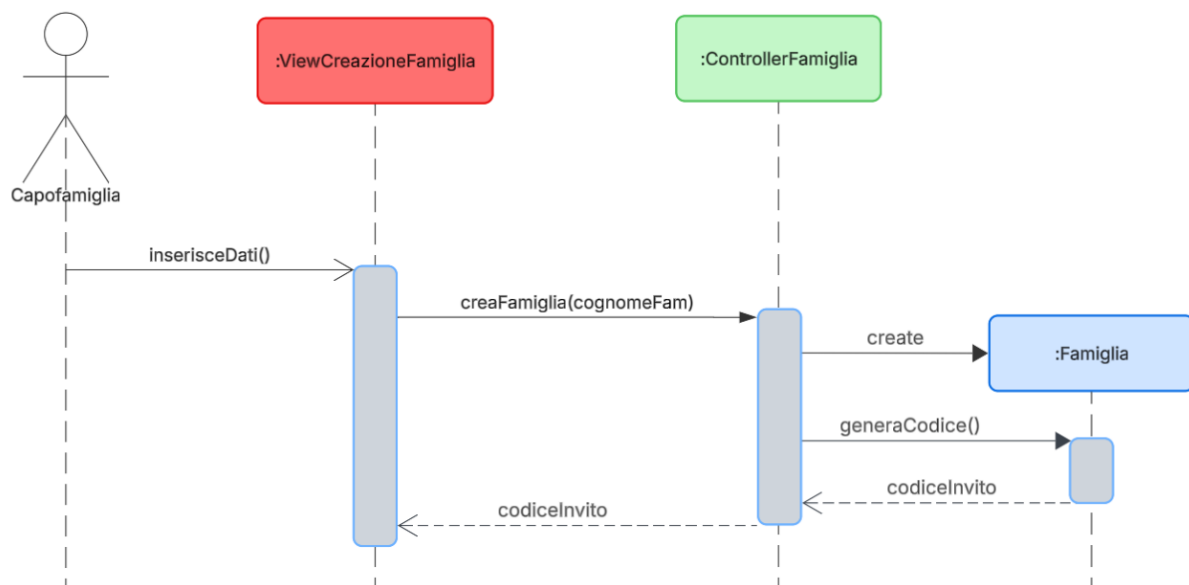 :ViewCreazioneFamiglia
:ControllerFamiglia
Capofamiglia
inserisceDati()
creaFamiglia(cognomeFam)
create
:Famiglia
generaCodice()
codiceInvito
codiceInvito